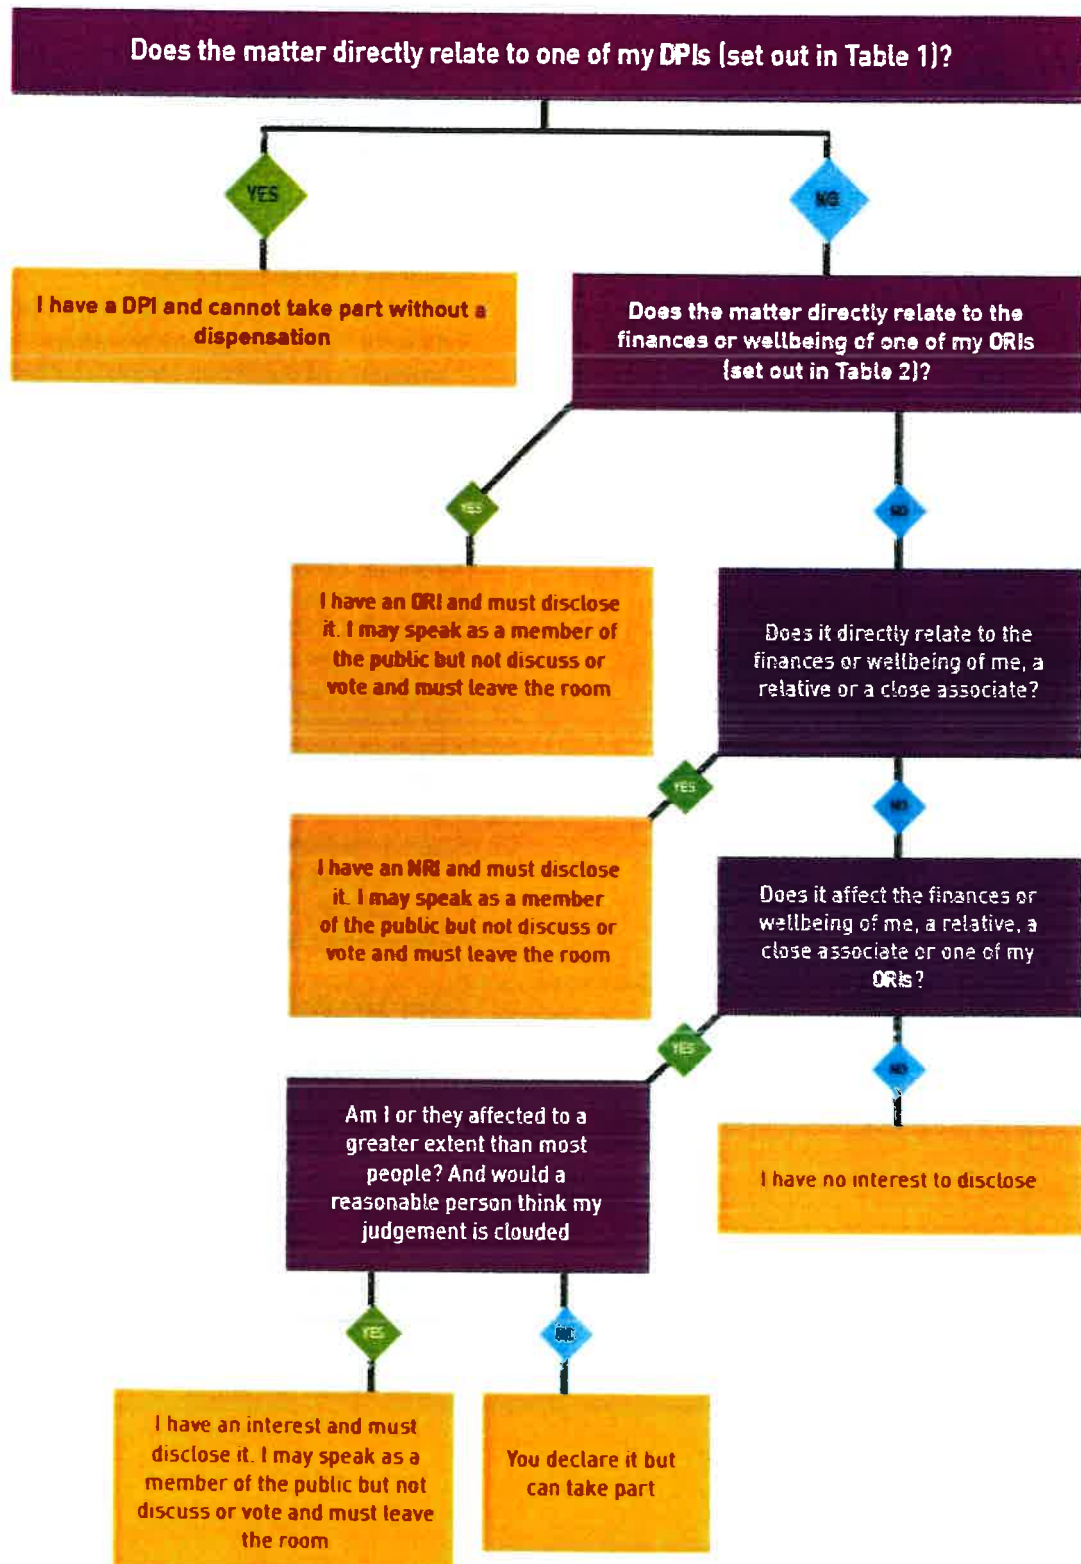 Does the matter directly relate to one of my DPIs (set out in Table 1)?
YES
NO
I have a DPI and cannot take part without a
dispensation
Does the matter directly relate to the
finances or wellbeing of one of my ORIs
(set out in Table 2)?
YES
NO
I have an ORI and must disclose
it. I may speak as a member of
the public but not discuss or
vote and must leave the room
Does it directly relate to the
finances or wellbeing of me, a
relative or a close associate?
YES
NO
I have an NRI and must disclose
it. I may speak as a member
of the public but not discuss or
vote and must leave the room
Does it affect the finances or
wellbeing of me, a relative, a
close associate or one of my
ORIs?
YES
NO
Am I or they affected to a
greater extent than most
people? And would a
reasonable person think my
judgement is clouded
I have no interest to disclose
YES
NO
I have an interest and must
disclose it. I may speak as a
member of the public but not
discuss or vote and must leave
the room
You declare it but
can take part